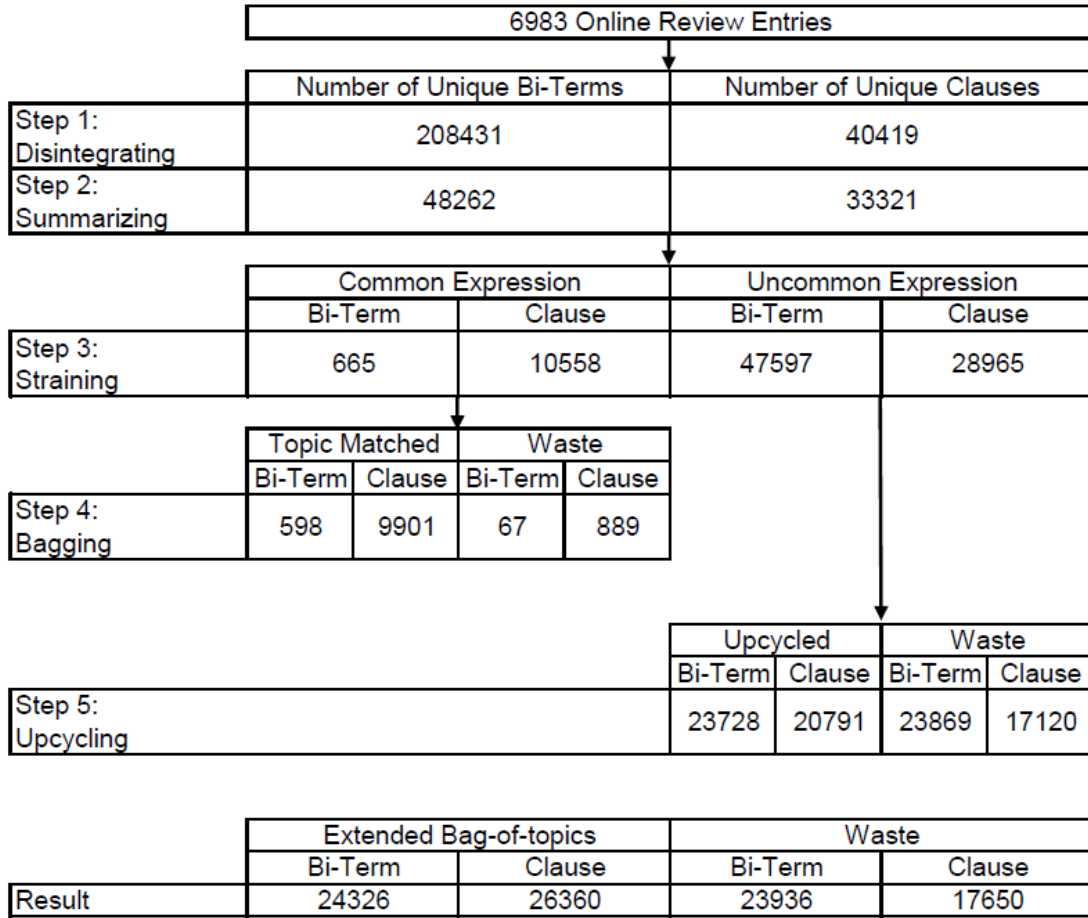 6983 Online Review Entries
Number of Unique Bi-Terms Number of Unique Clauses
Step 1:
Disintegrating 208431 40419
Step 2:
Summarizing 48262 33321
Common Expression Uncommon Expression
Bi-Term Clause Bi-Term Clause
Step 3:
Straining 665 10558 47597 28965
Topic Matched Waste
Bi-Term Clause Bi-Term Clause
Step 4:
Bagging 598 9901 67 889
Upcycled Waste
Bi-Term Clause Bi-Term Clause
Step 5:
Upcycling 23728 20791 23869 17120
Extended Bag-of-topics Waste
Bi-Term Clause Bi-Term Clause
Result 24326 26360 23936 17650